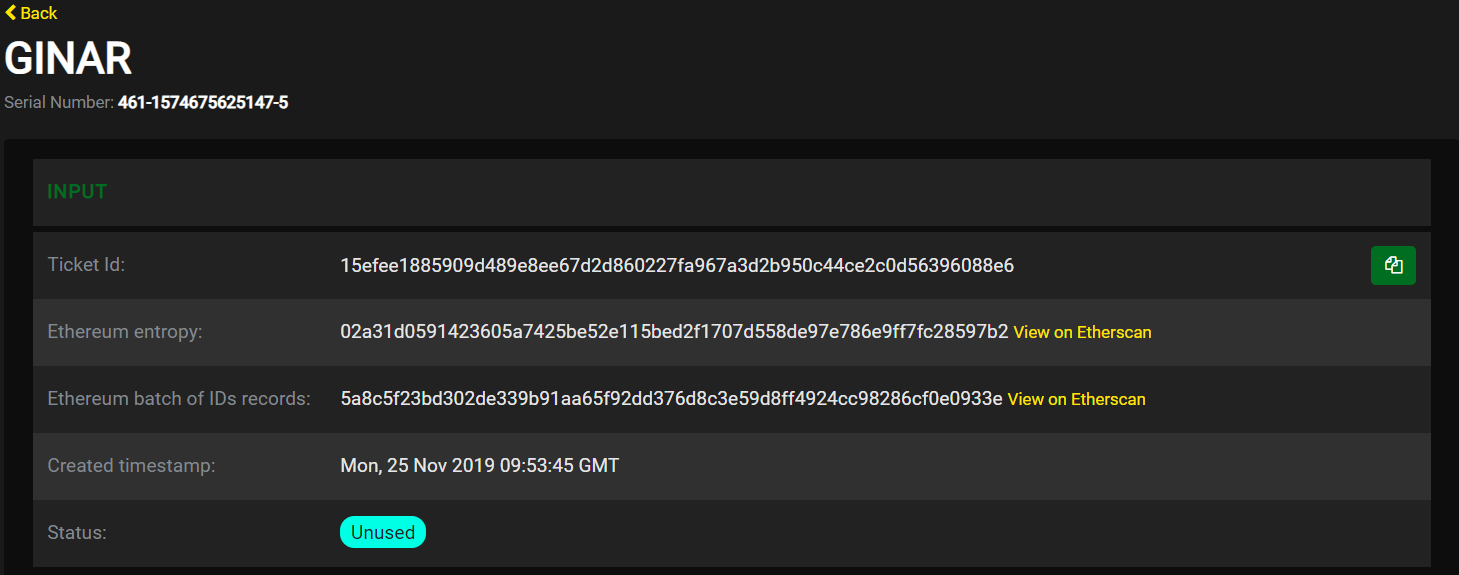 Back
GINAR
Serial Number: 461-1574675625147-5
INPUT
Ticket Id: 15efee1885909d489e8ee67d2d860227fa967a3d2b950c44ce2c0d56396088e6
Ethereum entropy: 02a31d0591423605a7425be52e115bed2f1707d558de97e786e9ff7fc28597b2 View on Etherscan
Ethereum batch of IDs records: 5a8c5f23bd302de339b91aa65f92dd376d8c3e59d8ff4924cc98286cf0e0933e View on Etherscan
Created timestamp: Mon, 25 Nov 2019 09:53:45 GMT
Status: Unused